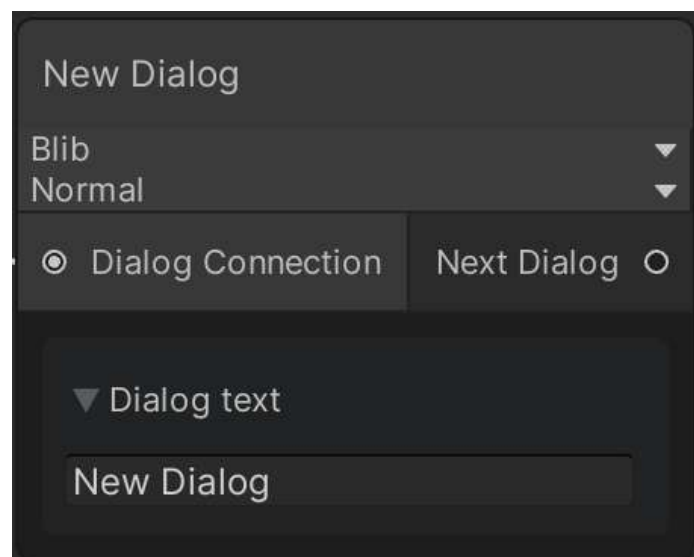 New Dialog
Blib
Normal
Dialog Connection Next Dialog
Dialog text
New Dialog